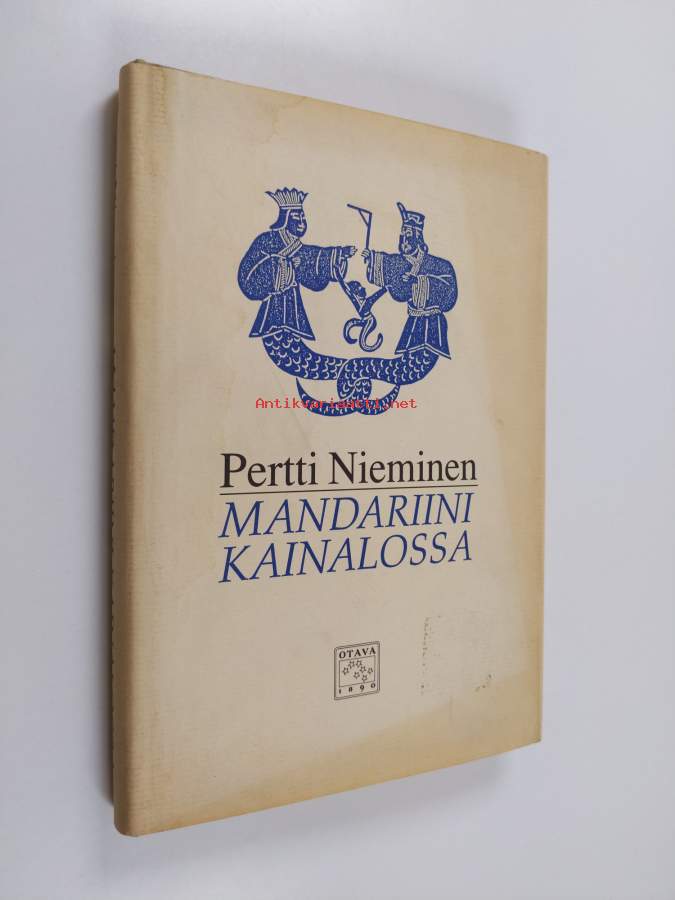 Antikvariaatti.net
Pertti Nieminen
MANDARIINI
KAINALOSSA
OTAVA
1890